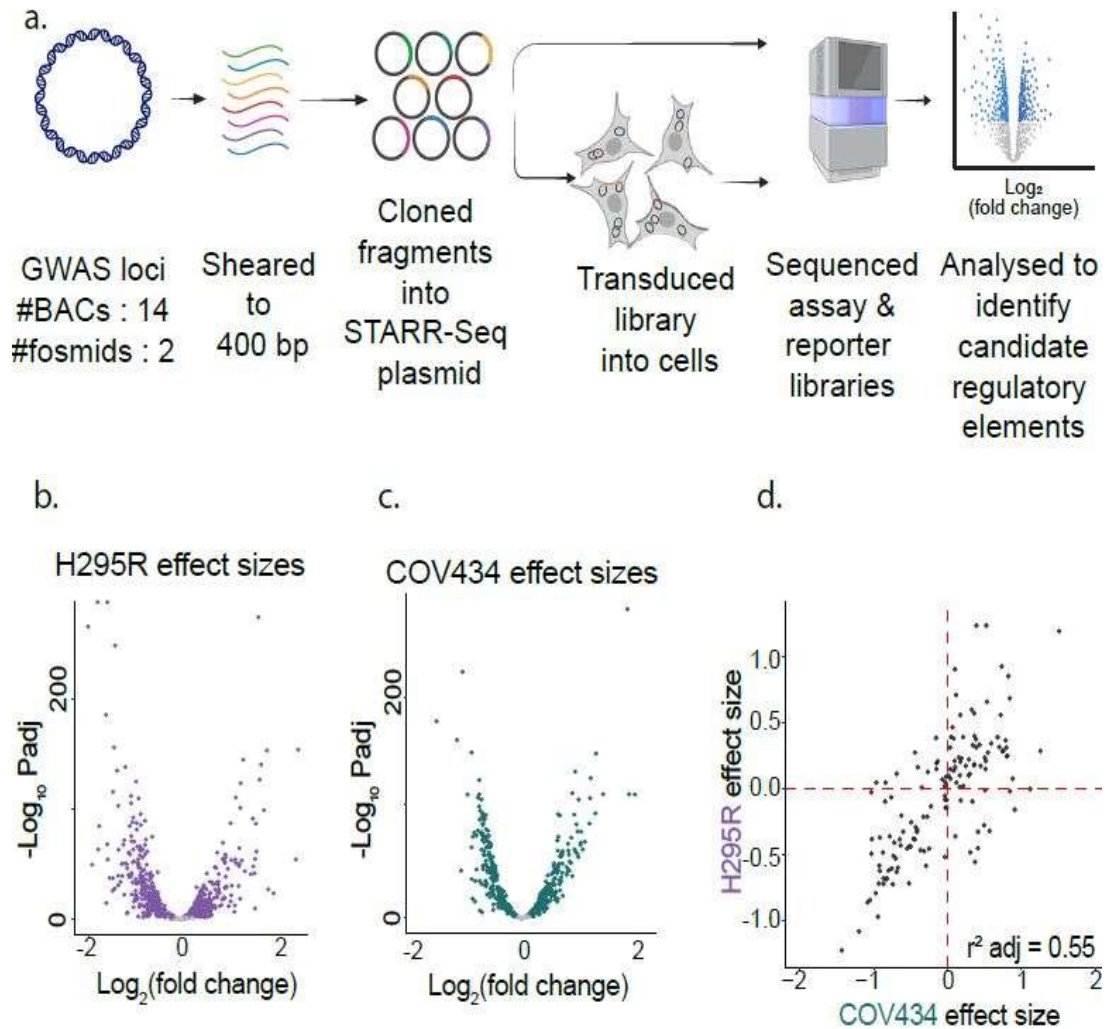 a.
GWAS loci
#BACs : 14
#fosmids : 2
Sheared
to
400 bp
Cloned
fragments
into
STARR-Seq
plasmid
Transduced
library
into cells
Sequenced
assay &
reporter
libraries
Log₂
(fold change)
Analysed to
identify
candidate
regulatory
elements
b.
H295R effect sizes
-Log₁₀ Padj
200
0
-2 0 2
Log₂(fold change)
c.
COV434 effect sizes
-Log₁₀ Padj
200
0
-2 0 2
Log₂(fold change)
d.
H295R effect size
1.0
0.5
0.0
-0.5
-1.0
r² adj = 0.55
−2 −1 0 1 2
COV434 effect size